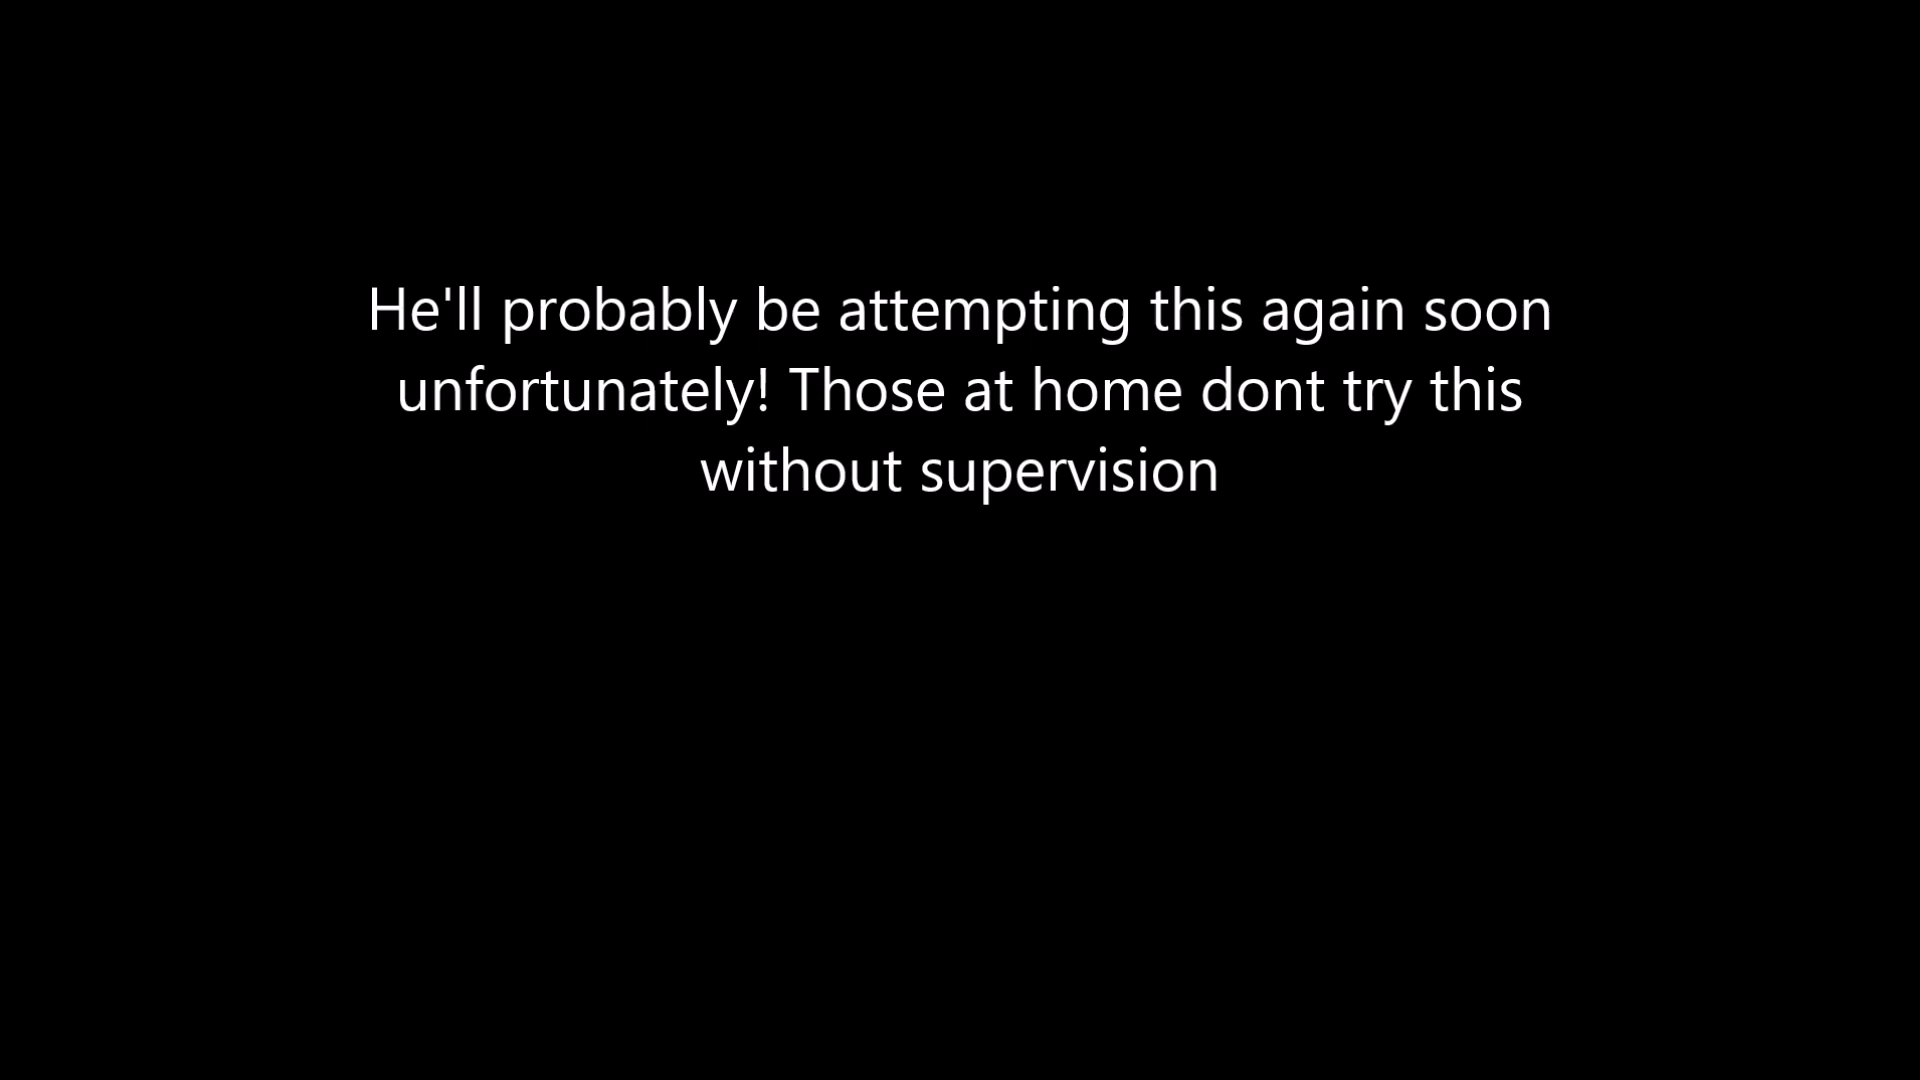 He'll probably be attempting this again soon
unfortunately! Those at home dont try this
without supervision